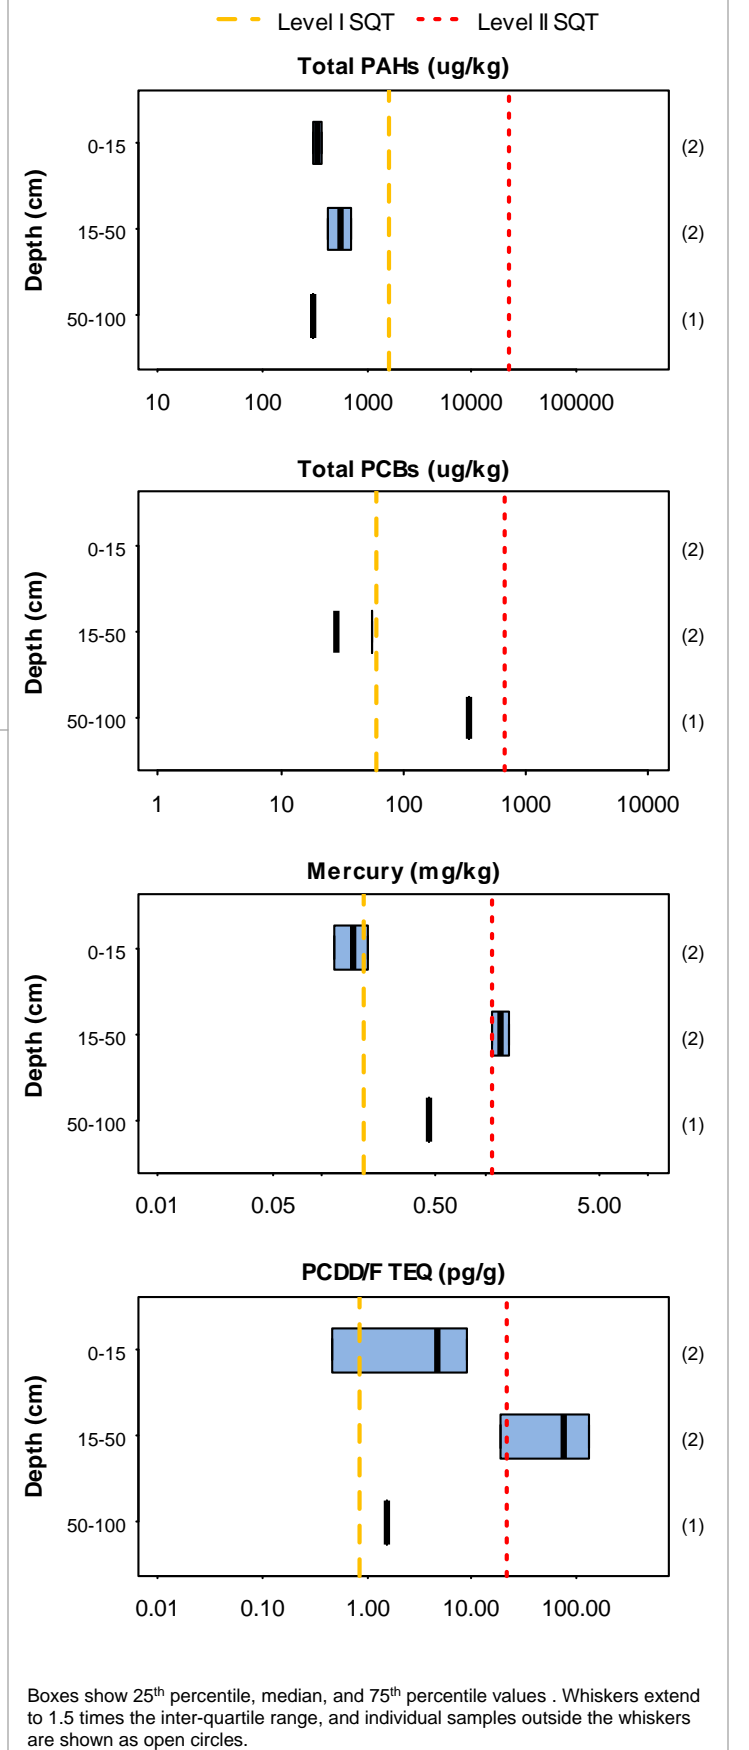 Level I SQT Level II SQT
Total PAHs (ug/kg)
Depth (cm)
0-15 (2)
15-50 (2)
50-100 (1)
10 100 1000 10000 100000
Total PCBs (ug/kg)
Depth (cm)
0-15 (2)
15-50 (2)
50-100 (1)
1 10 100 1000 10000
Mercury (mg/kg)
Depth (cm)
0-15 (2)
15-50 (2)
50-100 (1)
0.01 0.05 0.50 5.00
PCDD/F TEQ (pg/g)
Depth (cm)
0-15 (2)
15-50 (2)
50-100 (1)
0.01 0.10 1.00 10.00 100.00
Boxes show 25th percentile, median, and 75th percentile values . Whiskers extend
to 1.5 times the inter-quartile range, and individual samples outside the whiskers
are shown as open circles.